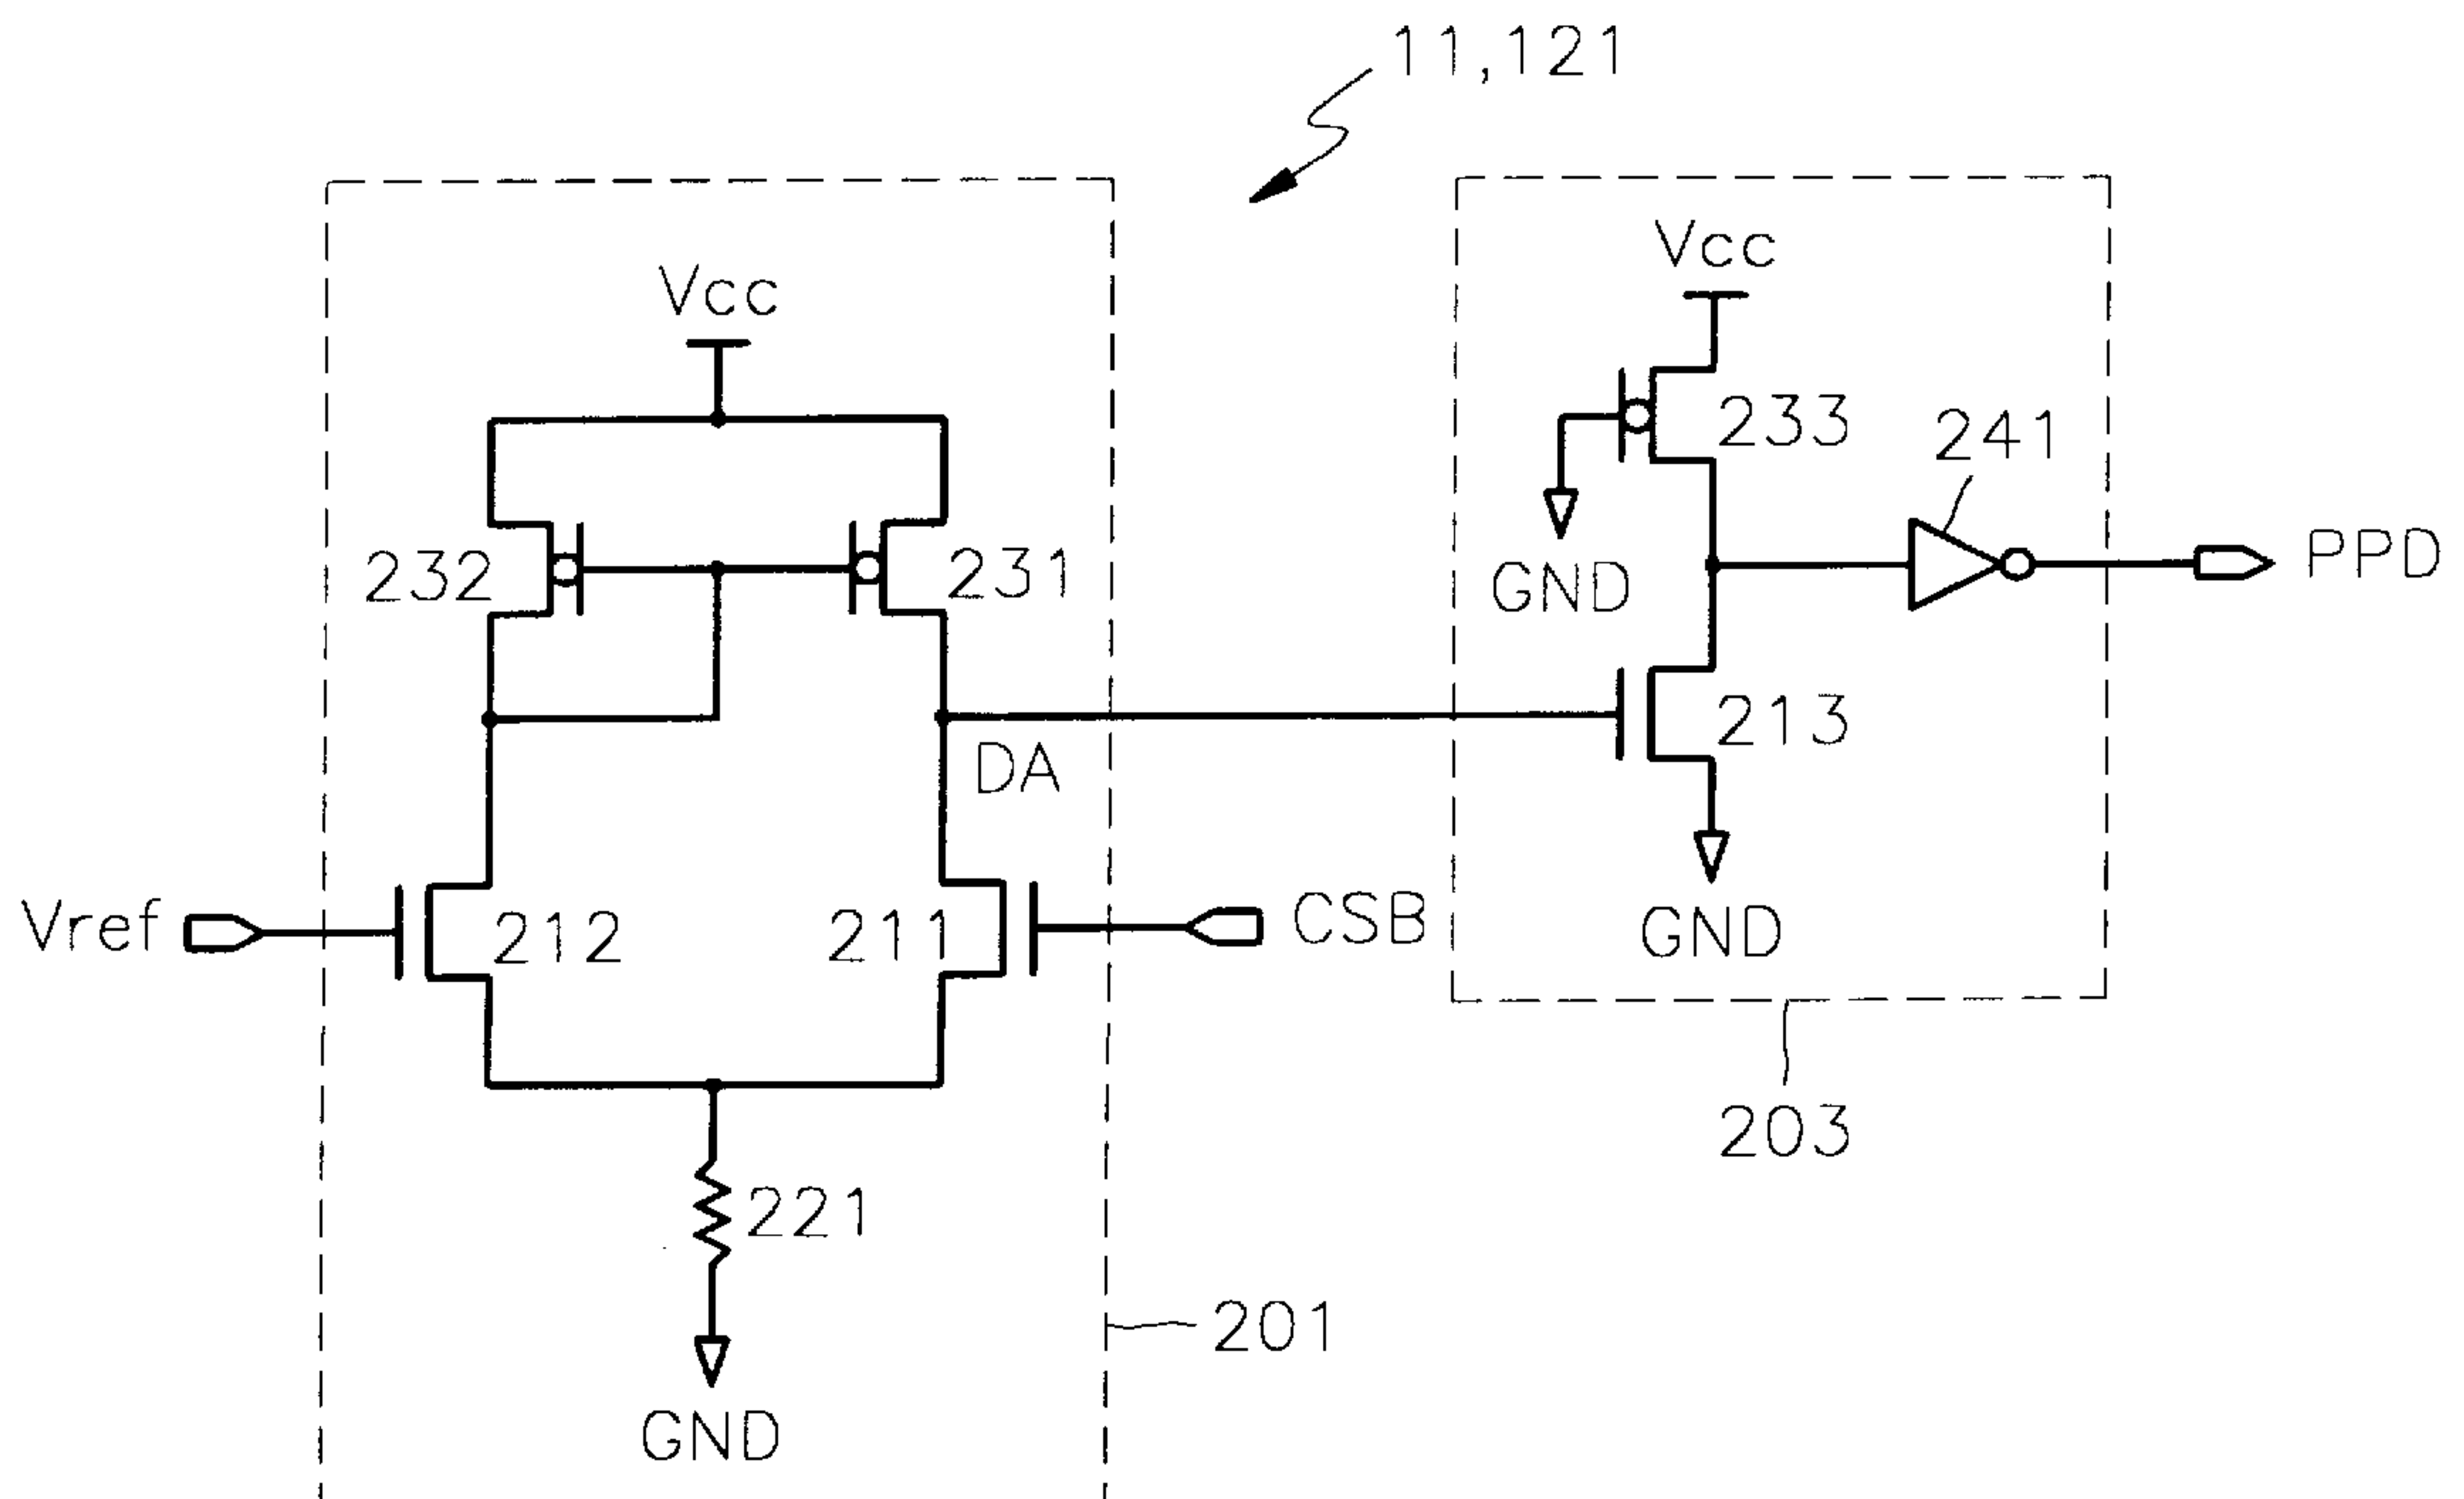 11,121
Vcc
Vcc
233
241
232
231
GND
PPD
213
DA
Vref
212
211
CSB
GND
203
221
201
GND